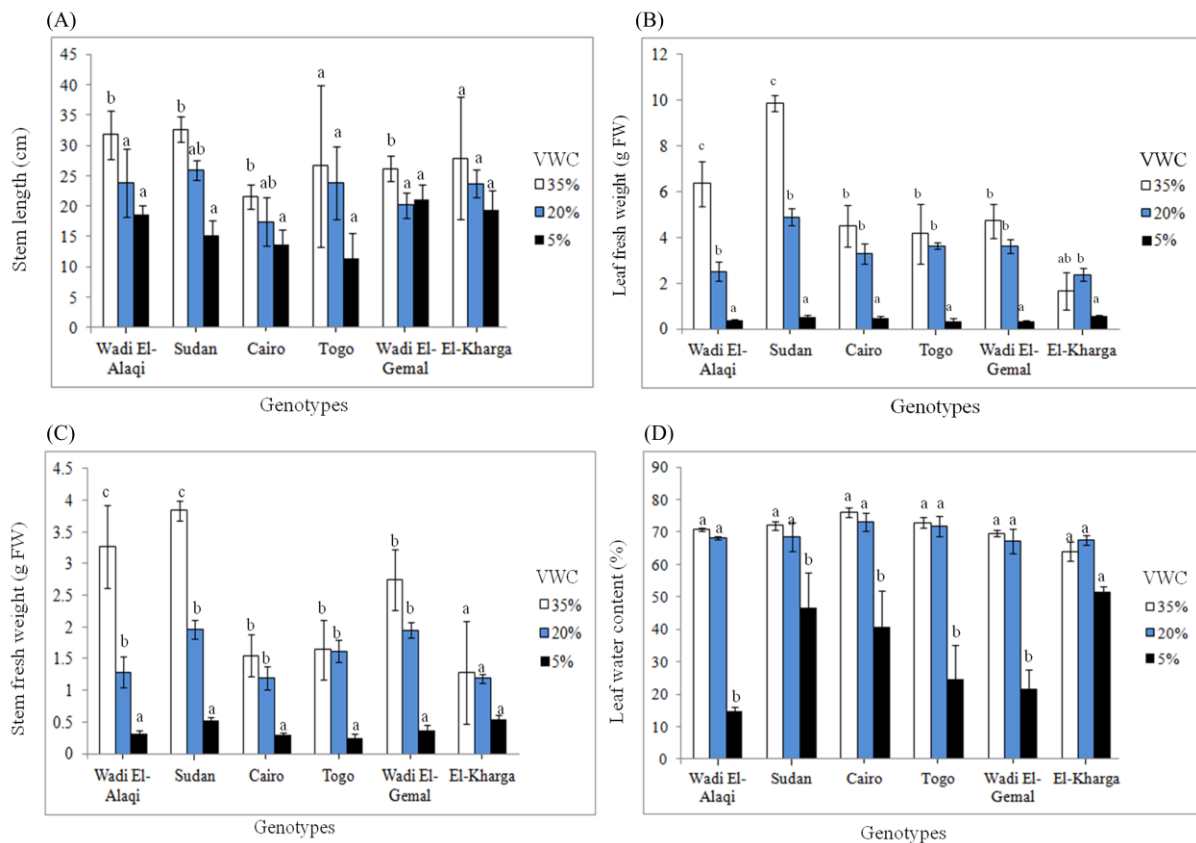 (A)
Stem length (cm)
45
40
35
30
25
20
15
10
5
0
b
a
a
b
ab
a
b
ab
a
a
a
a
b
a
a
a
a
a
VWC
35%
20%
5%
Wadi El-
Alaqi
Sudan
Cairo
Togo
Wadi El-
Gemal
El-Kharga
Genotypes
(B)
Leaf fresh weight (g FW)
12
10
8
6
4
2
0
c
b
a
c
b
a
b
b
a
b
b
a
b
b
a
ab
b
a
VWC
35%
20%
5%
Wadi El-
Alaqi
Sudan
Cairo
Togo
Wadi El-
Gemal
El-Kharga
Genotypes
(C)
Stem fresh weight (g FW)
4.5
4
3.5
3
2.5
2
1.5
1
0.5
0
c
b
a
c
b
a
b
b
a
b
b
a
b
b
a
a
a
a
VWC
35%
20%
5%
Wadi El-
Alaqi
Sudan
Cairo
Togo
Wadi El-
Gemal
El-Kharga
Genotypes
(D)
Leaf water content (%)
90
80
70
60
50
40
30
20
10
0
a
a
b
a
a
b
a
a
b
a
a
b
a
a
b
a
a
a
VWC
35%
20%
5%
Wadi El-
Alaqi
Sudan
Cairo
Togo
Wadi El-
Gemal
El-Kharga
Genotypes